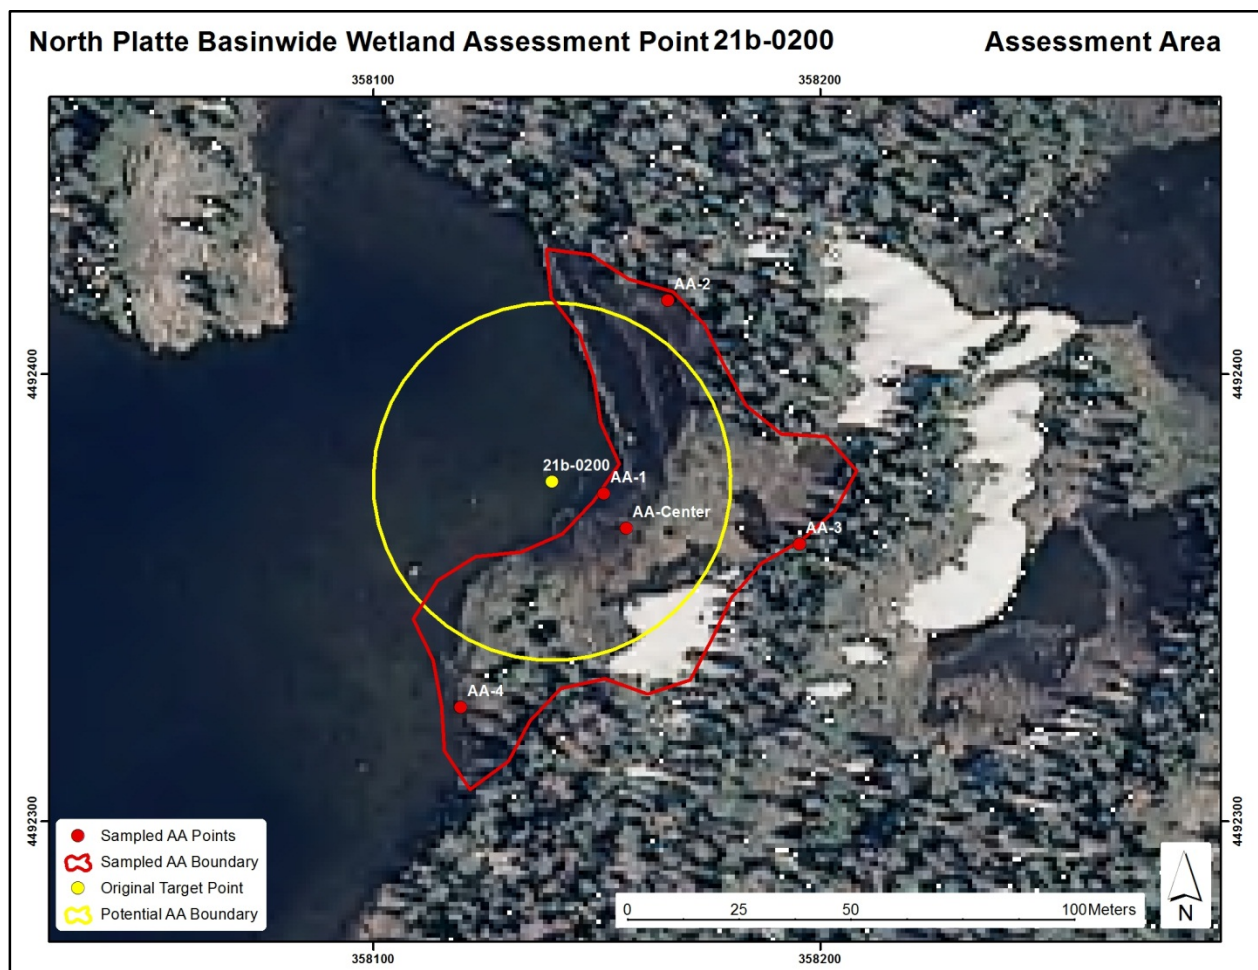 North Platte Basinwide Wetland Assessment Point 21b-0200 Assessment Area
358100 358200
4492400 4492400
AA-2
21b-0200
AA-1
AA-Center
AA-3
AA-4
4492300 4492300
Sampled AA Points
Sampled AA Boundary
Original Target Point
Potential AA Boundary
0 25 50 100 Meters
N
358100 358200